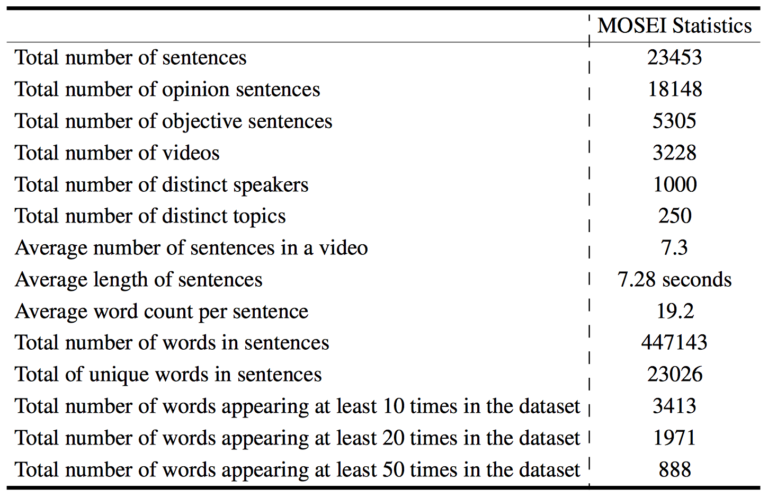 MOSEI Statistics
Total number of sentences 23453
Total number of opinion sentences 18148
Total number of objective sentences 5305
Total number of videos 3228
Total number of distinct speakers 1000
Total number of distinct topics 250
Average number of sentences in a video 7.3
Average length of sentences 7.28 seconds
Average word count per sentence 19.2
Total number of words in sentences 447143
Total of unique words in sentences 23026
Total number of words appearing at least 10 times in the dataset 3413
Total number of words appearing at least 20 times in the dataset 1971
Total number of words appearing at least 50 times in the dataset 888